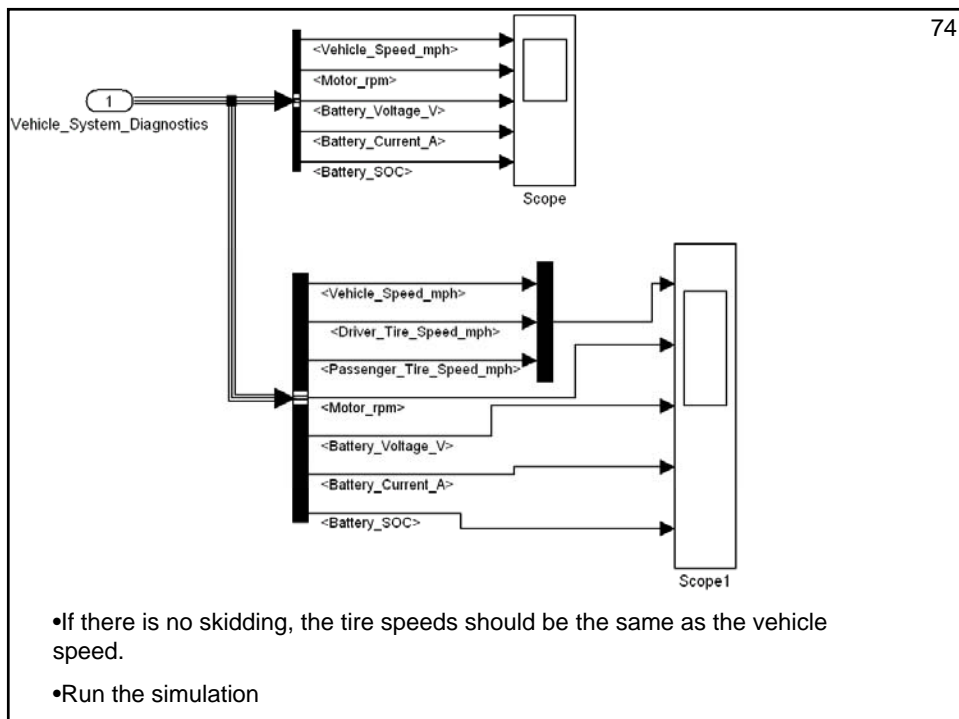 74
<Vehicle_Speed_mph>
<Motor_rpm>
1
<Battery_Voltage_V>
Vehicle_System_Diagnostics
<Battery_Current_A>
<Battery_SOC>
Scope
<Vehicle_Speed_mph>
<Driver_Tire_Speed_mph>
<Passenger_Tire_Speed_mph>
<Motor_rpm>
<Battery_Voltage_V>
<Battery_Current_A>
<Battery_SOC>
Scope1
•If there is no skidding, the tire speeds should be the same as the vehicle
speed.
•Run the simulation